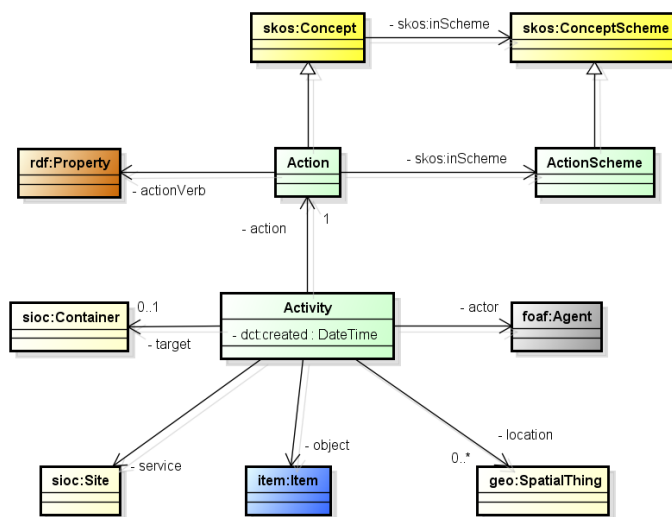 skos:Concept
- skos:inScheme
skos:ConceptScheme
rdf:Property
- actionVerb
Action
- skos:inScheme
ActionScheme
- action
1
sioc:Container
0..1
- target
Activity
- dct:created : DateTime
- actor
foaf:Agent
- service
- object
- location
0..*
sioc:Site
item:Item
geo:SpatialThing